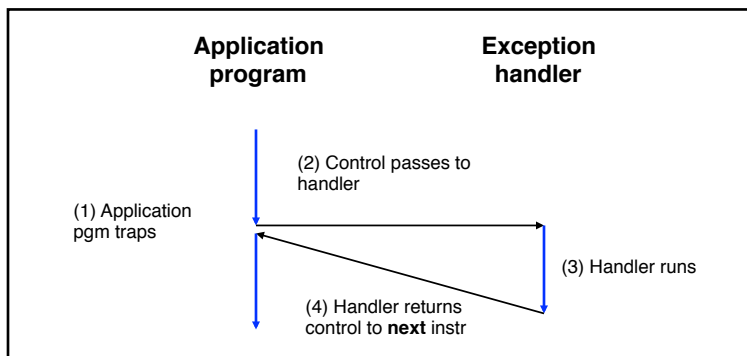 Application
program
Exception
handler
(2) Control passes to
handler
(1) Application
pgm traps
(3) Handler runs
(4) Handler returns
control to next instr